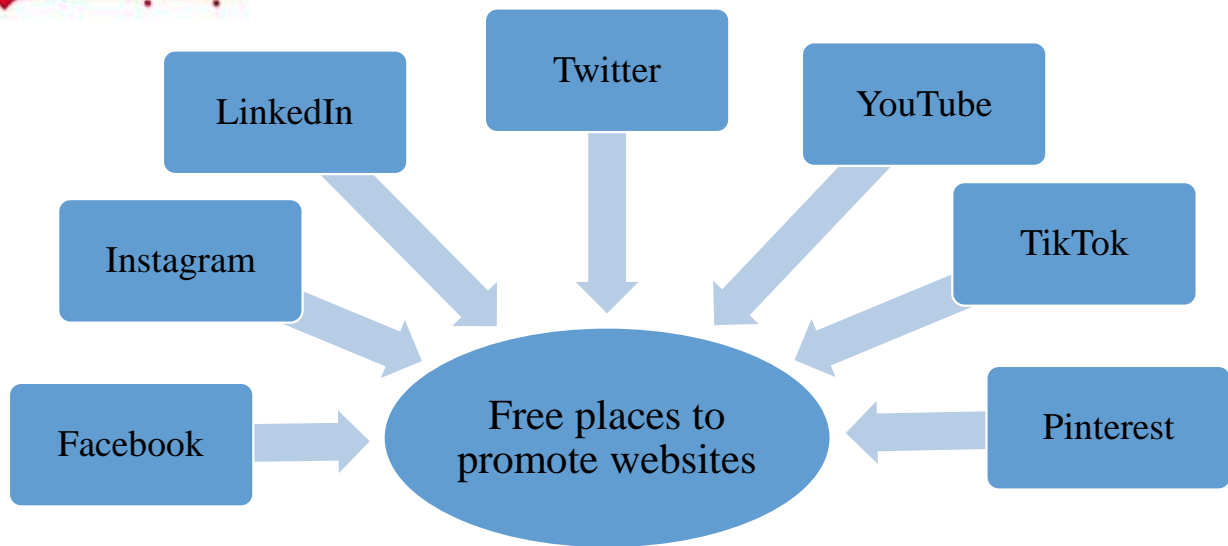 Twitter
LinkedIn
YouTube
Instagram
TikTok
Facebook
Free places to
promote websites
Pinterest